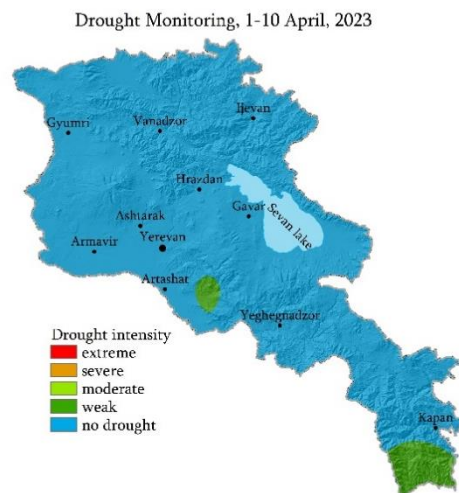 Drought Monitoring, 1-10 April, 2023
Ijevan
Gyumri
Vanadzor
Hrazdan
Gavar
Sevan lake
Ashtarak
Yerevan
Armavir
Artashat
Yeghegnadzor
Drought intensity
extreme
severe
moderate
weak
no drought
Kapan